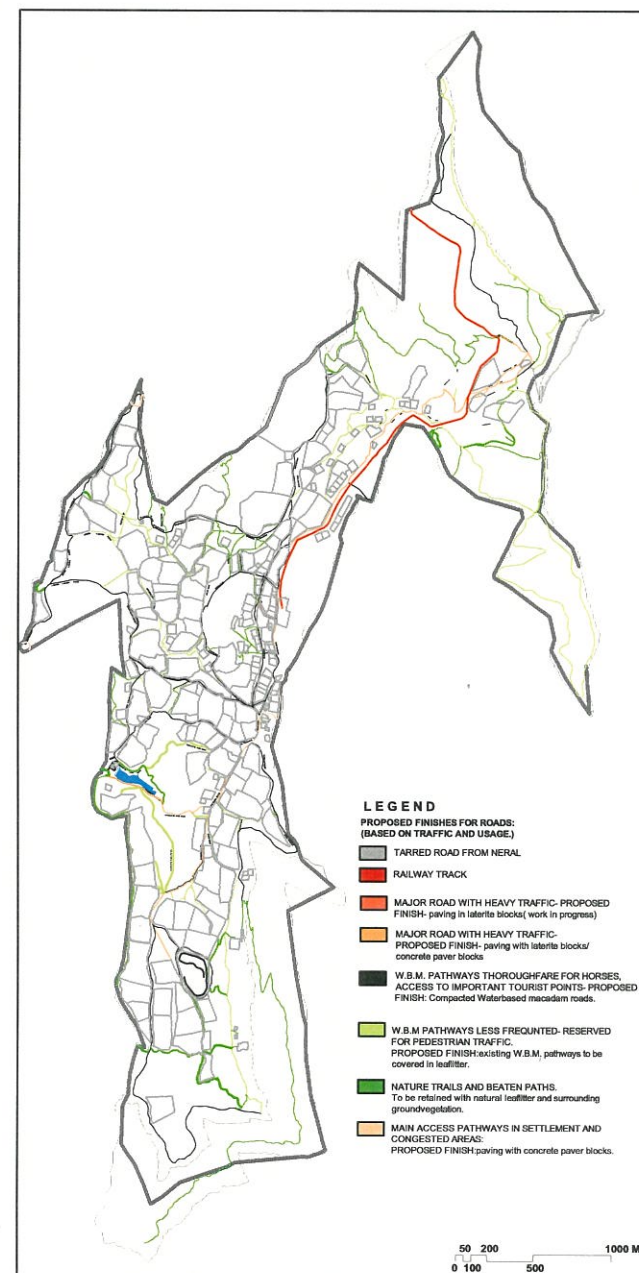 LEGEND
PROPOSED FINISHES FOR ROADS:
(BASED ON TRAFFIC AND USAGE.)
TARRED ROAD FROM NERAL
RAILWAY TRACK
MAJOR ROAD WITH HEAVY TRAFFIC- PROPOSED
FINISH- paving in laterite blocks( work in progress)
MAJOR ROAD WITH HEAVY TRAFFIC-
PROPOSED FINISH- paving with laterite blocks/
concrete paver blocks
W.B.M. PATHWAYS THOROUGHFARE FOR HORSES,
ACCESS TO IMPORTANT TOURIST POINTS- PROPOSED
FINISH: Compacted Waterbased macadam roads.
W.B.M PATHWAYS LESS FREQUNTED- RESERVED
FOR PEDESTRIAN TRAFFIC.
PROPOSED FINISH:existing W.B.M. pathways to be
covered in leaflitter.
NATURE TRAILS AND BEATEN PATHS.
To be retained with natural leaflitter and surrounding
groundvegetation.
MAIN ACCESS PATHWAYS IN SETTLEMENT AND
CONGESTED AREAS:
PROPOSED FINISH:paving with concrete paver blocks.
50 200 1000 M
0 100 500